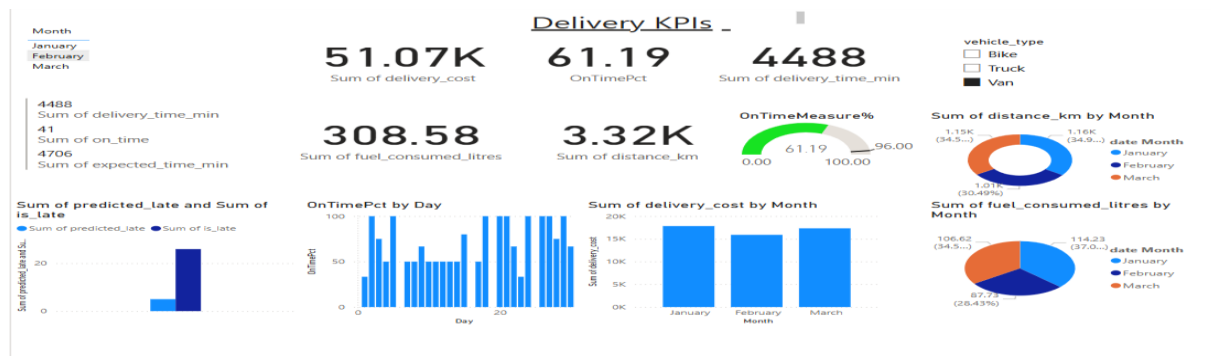 Delivery KPIs _
Month
January
February
March
51.07K
Sum of delivery_cost
61.19
OnTimePct
4488
Sum of delivery_time_min
vehicle_type
Bike
Truck
Van
4488
Sum of delivery_time_min
41
Sum of on_time
4706
Sum of expected_time_min
308.58
Sum of fuel_consumed_litres
3.32K
Sum of distance_km
OnTimeMeasure%
61.19
96.00
0.00
100.00
Sum of distance_km by Month
1.15K
(34.5...)
1.16K
(34.9...)
1.01K
(30.49%)
date Month
January
February
March
Sum of predicted_late and Sum of
is_late
Sum of predicted_late
Sum of is_late
Sum of predicted_late and Su...
20
0
OnTimePct by Day
OnTimePct
100
50
0
0
20
Day
Sum of delivery_cost by Month
Sum of delivery_cost
20K
15K
10K
5K
0K
January
February
March
Month
Sum of fuel_consumed_litres by
Month
106.62
(34.5...)
114.23
(37.0...)
87.73
(28.43%)
date Month
January
February
March